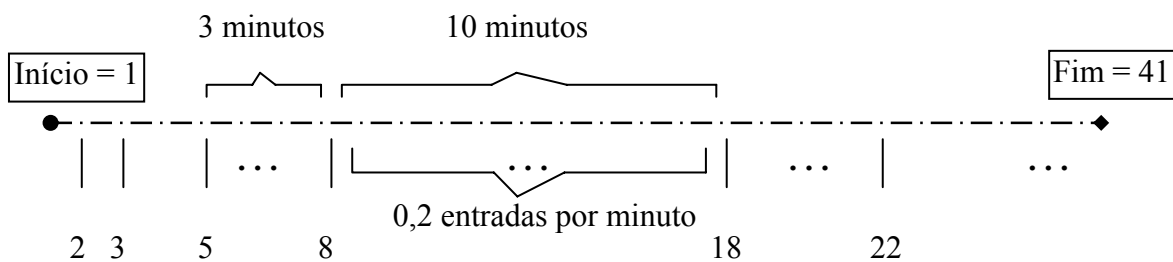 3 minutos 10 minutos
Início = 1 Fim = 41
... ... ... ...
0,2 entradas por minuto
2 3 5 8 18 22